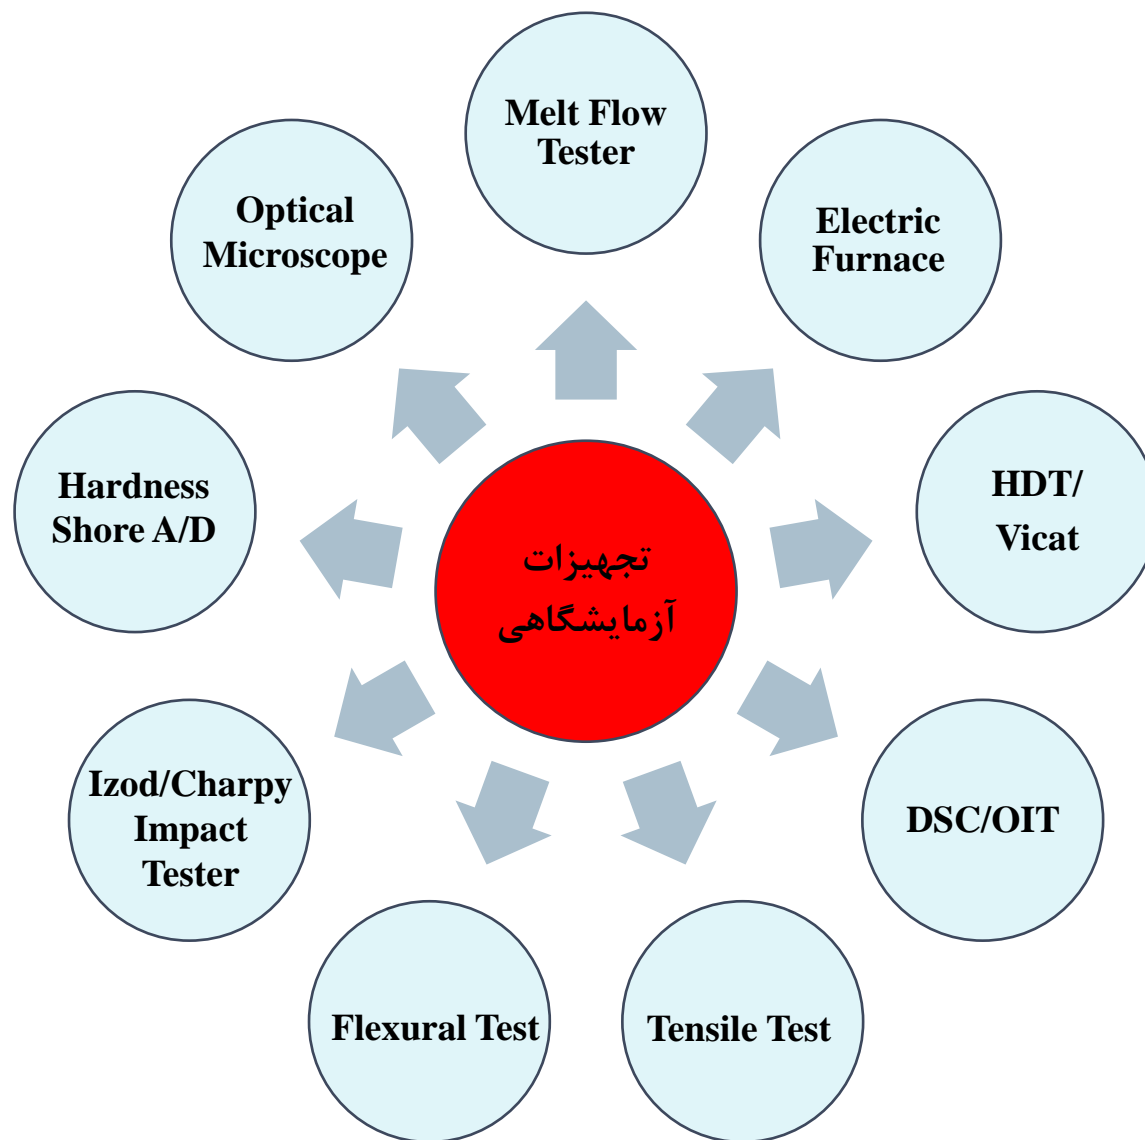 Melt Flow
Tester
Electric
Furnace
HDT/
Vicat
DSC/OIT
Tensile Test
Flexural Test
Izod/Charpy
Impact
Tester
Hardness
Shore A/D
Optical
Microscope
تجهیزات
آزمایشگاهی